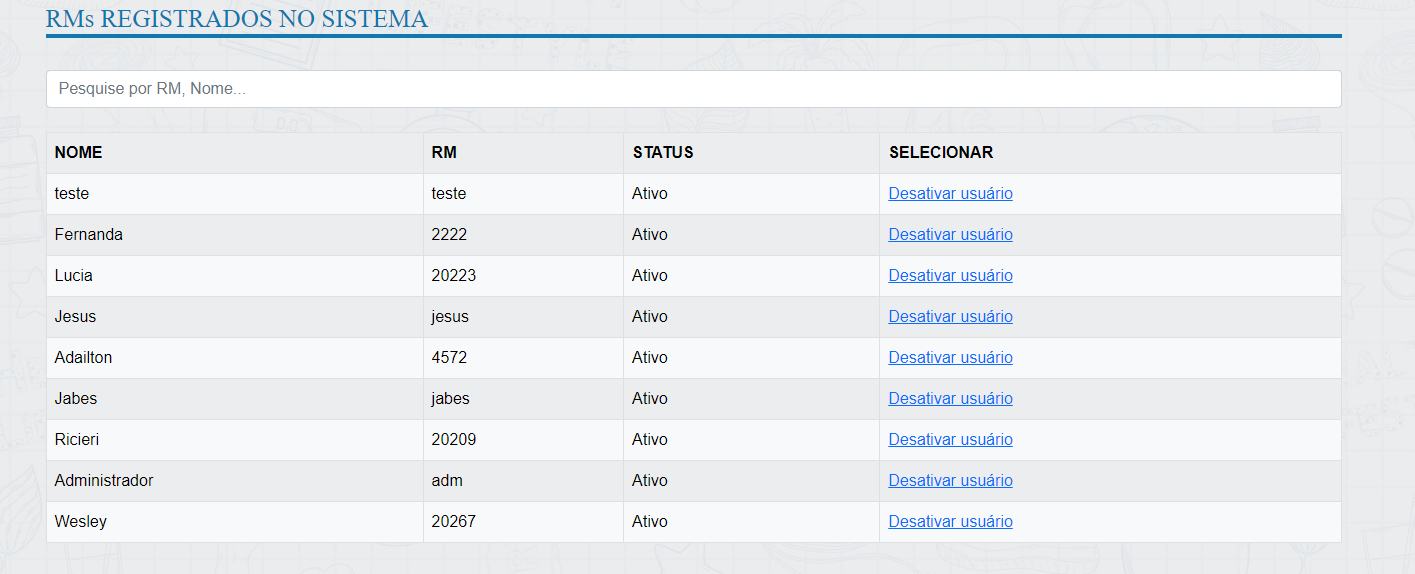 RMs REGISTRADOS NO SISTEMA
Pesquise por RM, Nome...
NOME RM STATUS SELECIONAR
teste teste Ativo Desativar usuário
Fernanda 2222 Ativo Desativar usuário
Lucia 20223 Ativo Desativar usuário
Jesus jesus Ativo Desativar usuário
Adailton 4572 Ativo Desativar usuário
Jabes jabes Ativo Desativar usuário
Ricieri 20209 Ativo Desativar usuário
Administrador adm Ativo Desativar usuário
Wesley 20267 Ativo Desativar usuário